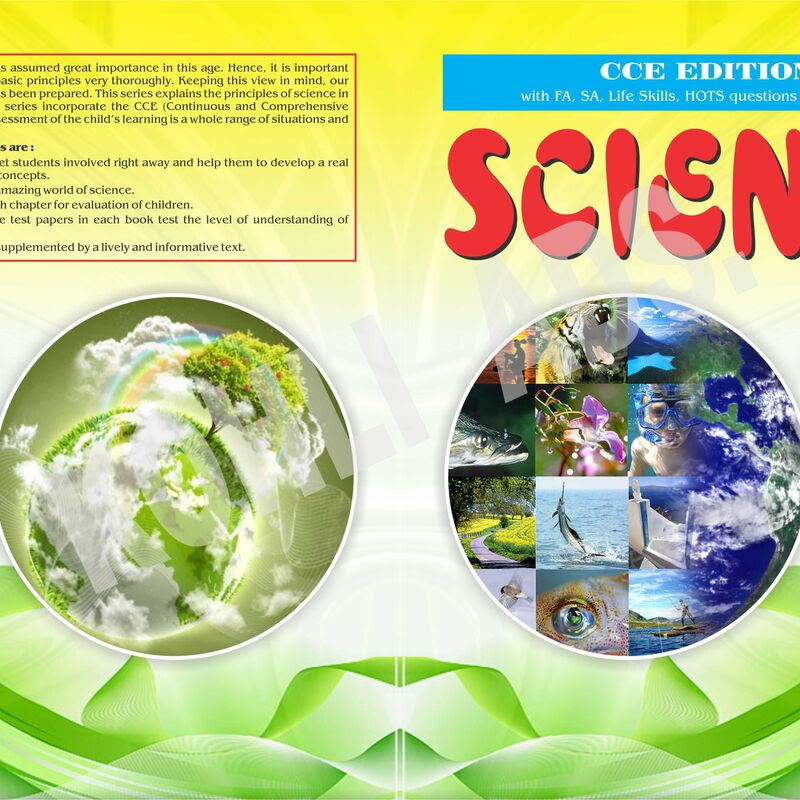 s assumed great importance in this age. Hence, it is important
asic principles very thoroughly. Keeping this view in mind, our
s been prepared. This series explains the principles of science in
series incorporate the CCE (Continuous and Comprehensive
sessment of the child's learning is a whole range of situations and
s are :
et students involved right away and help them to develop a real
concepts.
amazing world of science.
h chapter for evaluation of children.
e test papers in each book test the level of understanding of
supplemented by a lively and informative text.
CCE EDITION
with FA, SA, Life Skills, HOTS questions
SCIEN
KOHLI ADS.